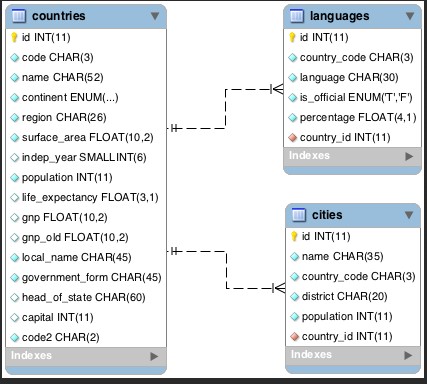 countries
id INT(11)
code CHAR(3)
name CHAR(52)
continent ENUM(...)
region CHAR(26)
surface_area FLOAT(10,2)
indep_year SMALLINT(6)
population INT(11)
life_expectancy FLOAT(3,1)
gnp FLOAT(10,2)
gnp_old FLOAT(10,2)
local_name CHAR(45)
government_form CHAR(45)
head_of_state CHAR(60)
capital INT(11)
code2 CHAR(2)
Indexes
languages
id INT(11)
country_code CHAR(3)
language CHAR(30)
is_official ENUM('T','F')
percentage FLOAT(4,1)
country_id INT(11)
Indexes
cities
id INT(11)
name CHAR(35)
country_code CHAR(3)
district CHAR(20)
population INT(11)
country_id INT(11)
Indexes